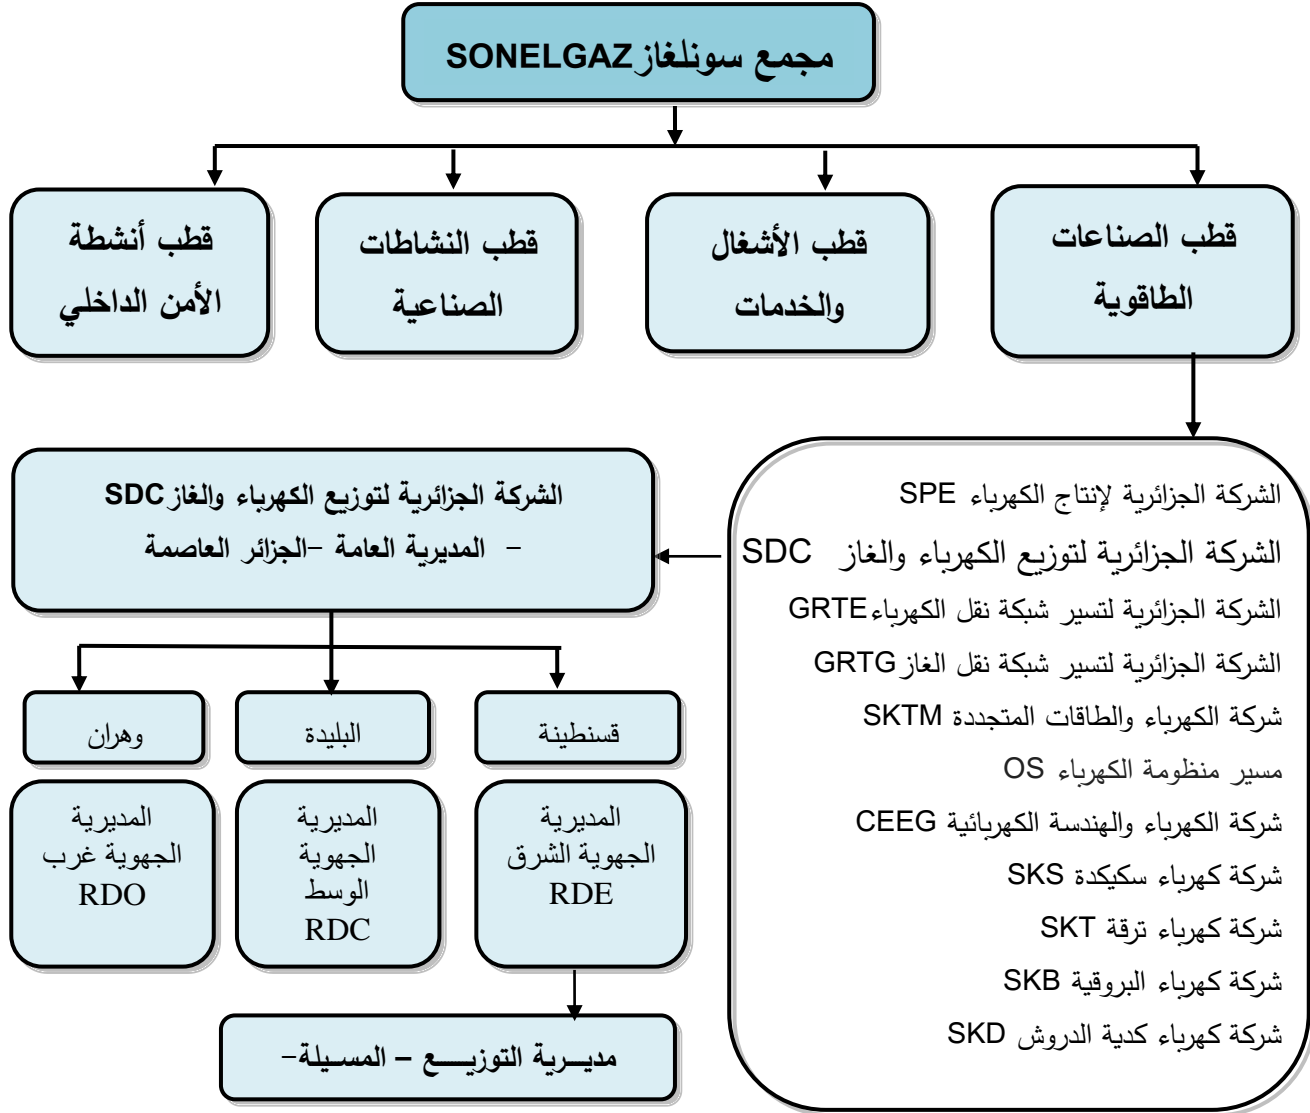 مجمع سونلغاز SONELGAZ
قطب الصناعات
الطاقوية
قطب الأشغال
والخدمات
قطب النشاطات
الصناعية
قطب أنشطة
الأمن الداخلي
الشركة الجزائرية لإنتاج الكهرباء SPE
الشركة الجزائرية لتوزيع الكهرباء والغاز SDC
الشركة الجزائرية لتسير شبكة نقل الكهرباء GRTE
الشركة الجزائرية لتسير شبكة نقل الغاز GRTG
شركة الكهرباء والطاقات المتجددة SKTM
مسير منظومة الكهرباء OS
شركة الكهرباء والهندسة الكهربائية CEEG
شركة كهرباء سكيكدة SKS
شركة كهرباء ترقة SKT
شركة كهرباء البروقية SKB
شركة كهرباء كدية الدروش SKD
الشركة الجزائرية لتوزيع الكهرباء والغاز SDC
- المديرية العامة -الجزائر العاصمة
قسنطينة
البليدة
وهران
المديرية
الجهوية الشرق
RDE
المديرية
الجهوية
الوسط
RDC
المديرية
الجهوية غرب
RDO
مديــرية التوزيــــع – المسـيلة-